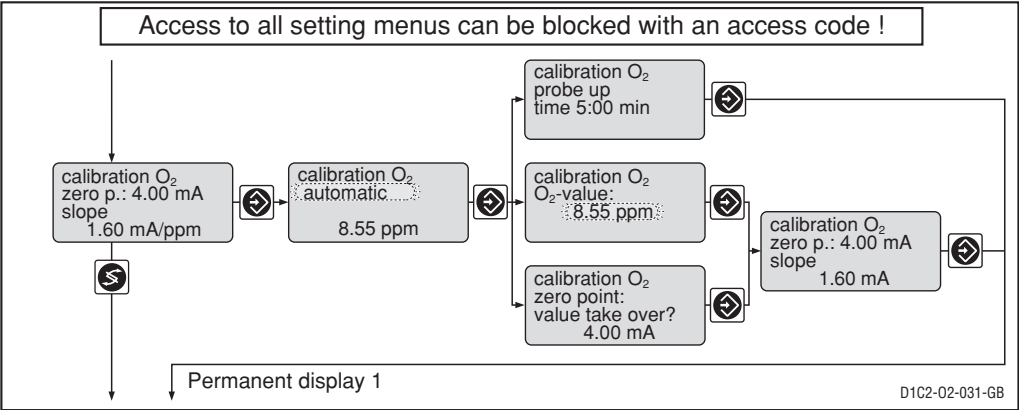 Access to all setting menus can be blocked with an access code !
calibration O₂
probe up
time 5:00 min
calibration O₂
zero p.: 4.00 mA
slope
1.60 mA/ppm
calibration O₂
automatic
8.55 ppm
calibration O₂
O₂-value:
8.55 ppm
calibration O₂
zero p.: 4.00 mA
slope
1.60 mA
calibration O₂
zero point:
value take over?
4.00 mA
Permanent display 1
D1C2-O2-031-GB